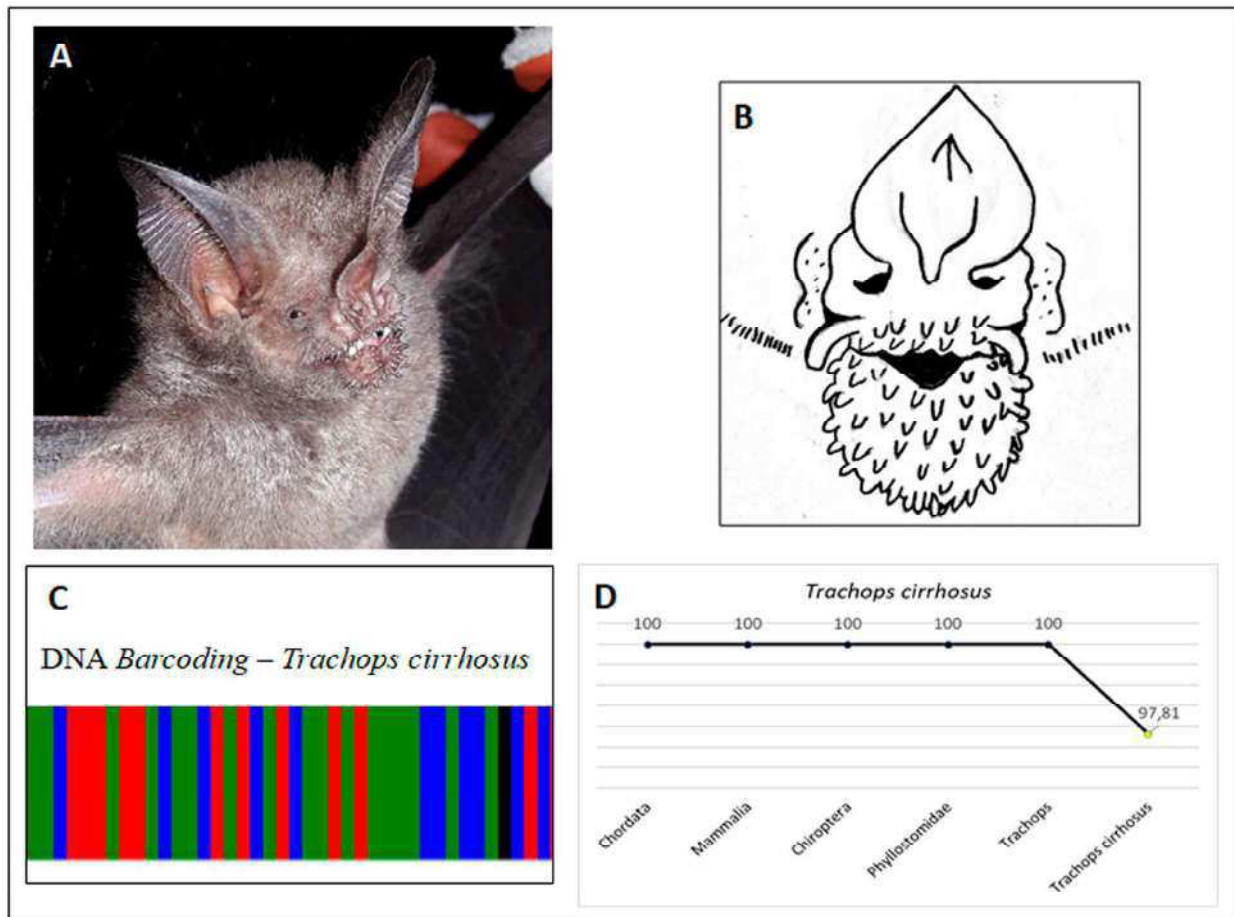 A
B
C
DNA Barcoding – Trachops cirrhosus
D
Trachops cirrhosus
100
100
100
100
100
97,81
Chordata
Mammalia
Chiroptera
Phyllostomidae
Trachops
Trachops cirrhosus